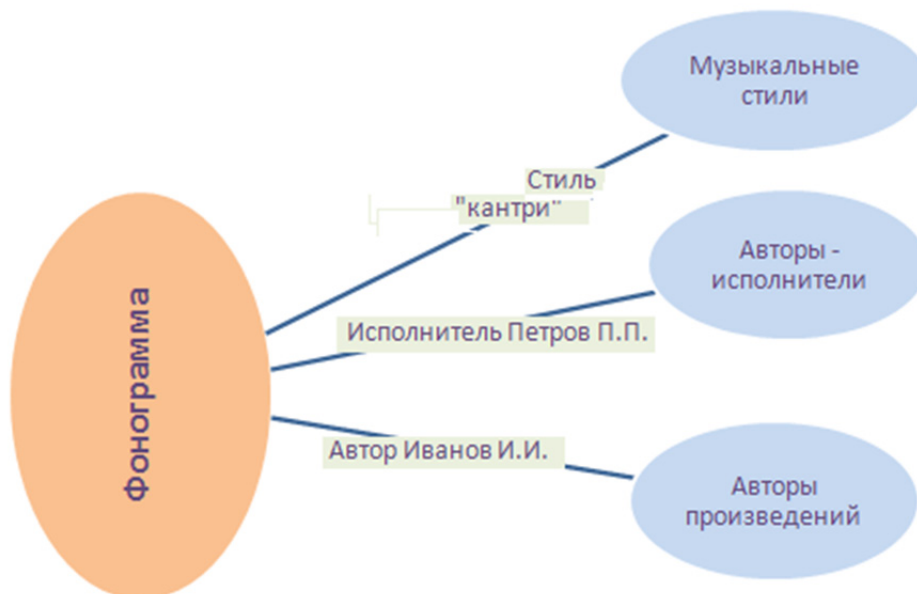 Музыкальные
стили
Стиль
"кантри"
Авторы -
исполнители
Фонограмма
Исполнитель Петров П.П.
Автор Иванов И.И.
Авторы
произведений